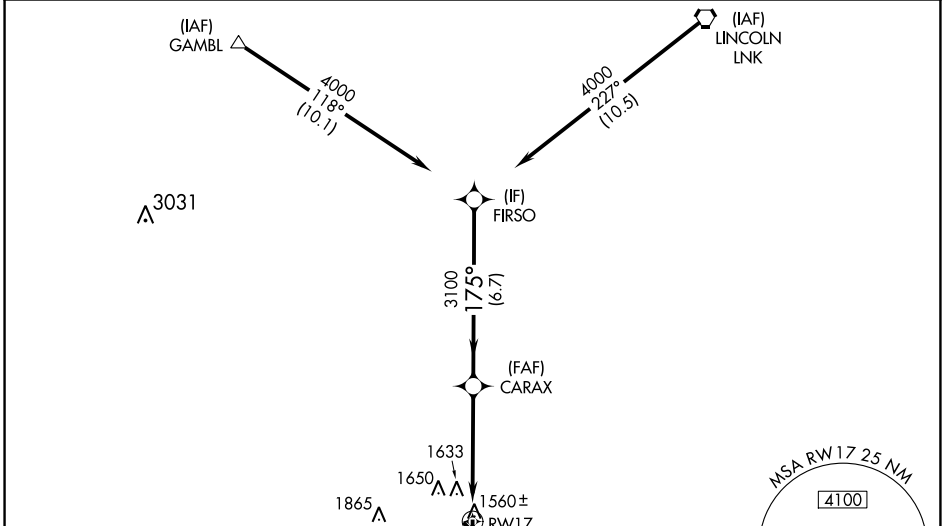 (IAF)
GAMBL
(IAF)
LINCOLN
LNK
4000
118°
(10.1)
4000
227°
(10.5)
3031
(IF)
FIRSO
3100
175°
(6.7)
(FAF)
CARAX
1633
1650
1865
1560±
RW17
MSA RW17 25 NM
4100